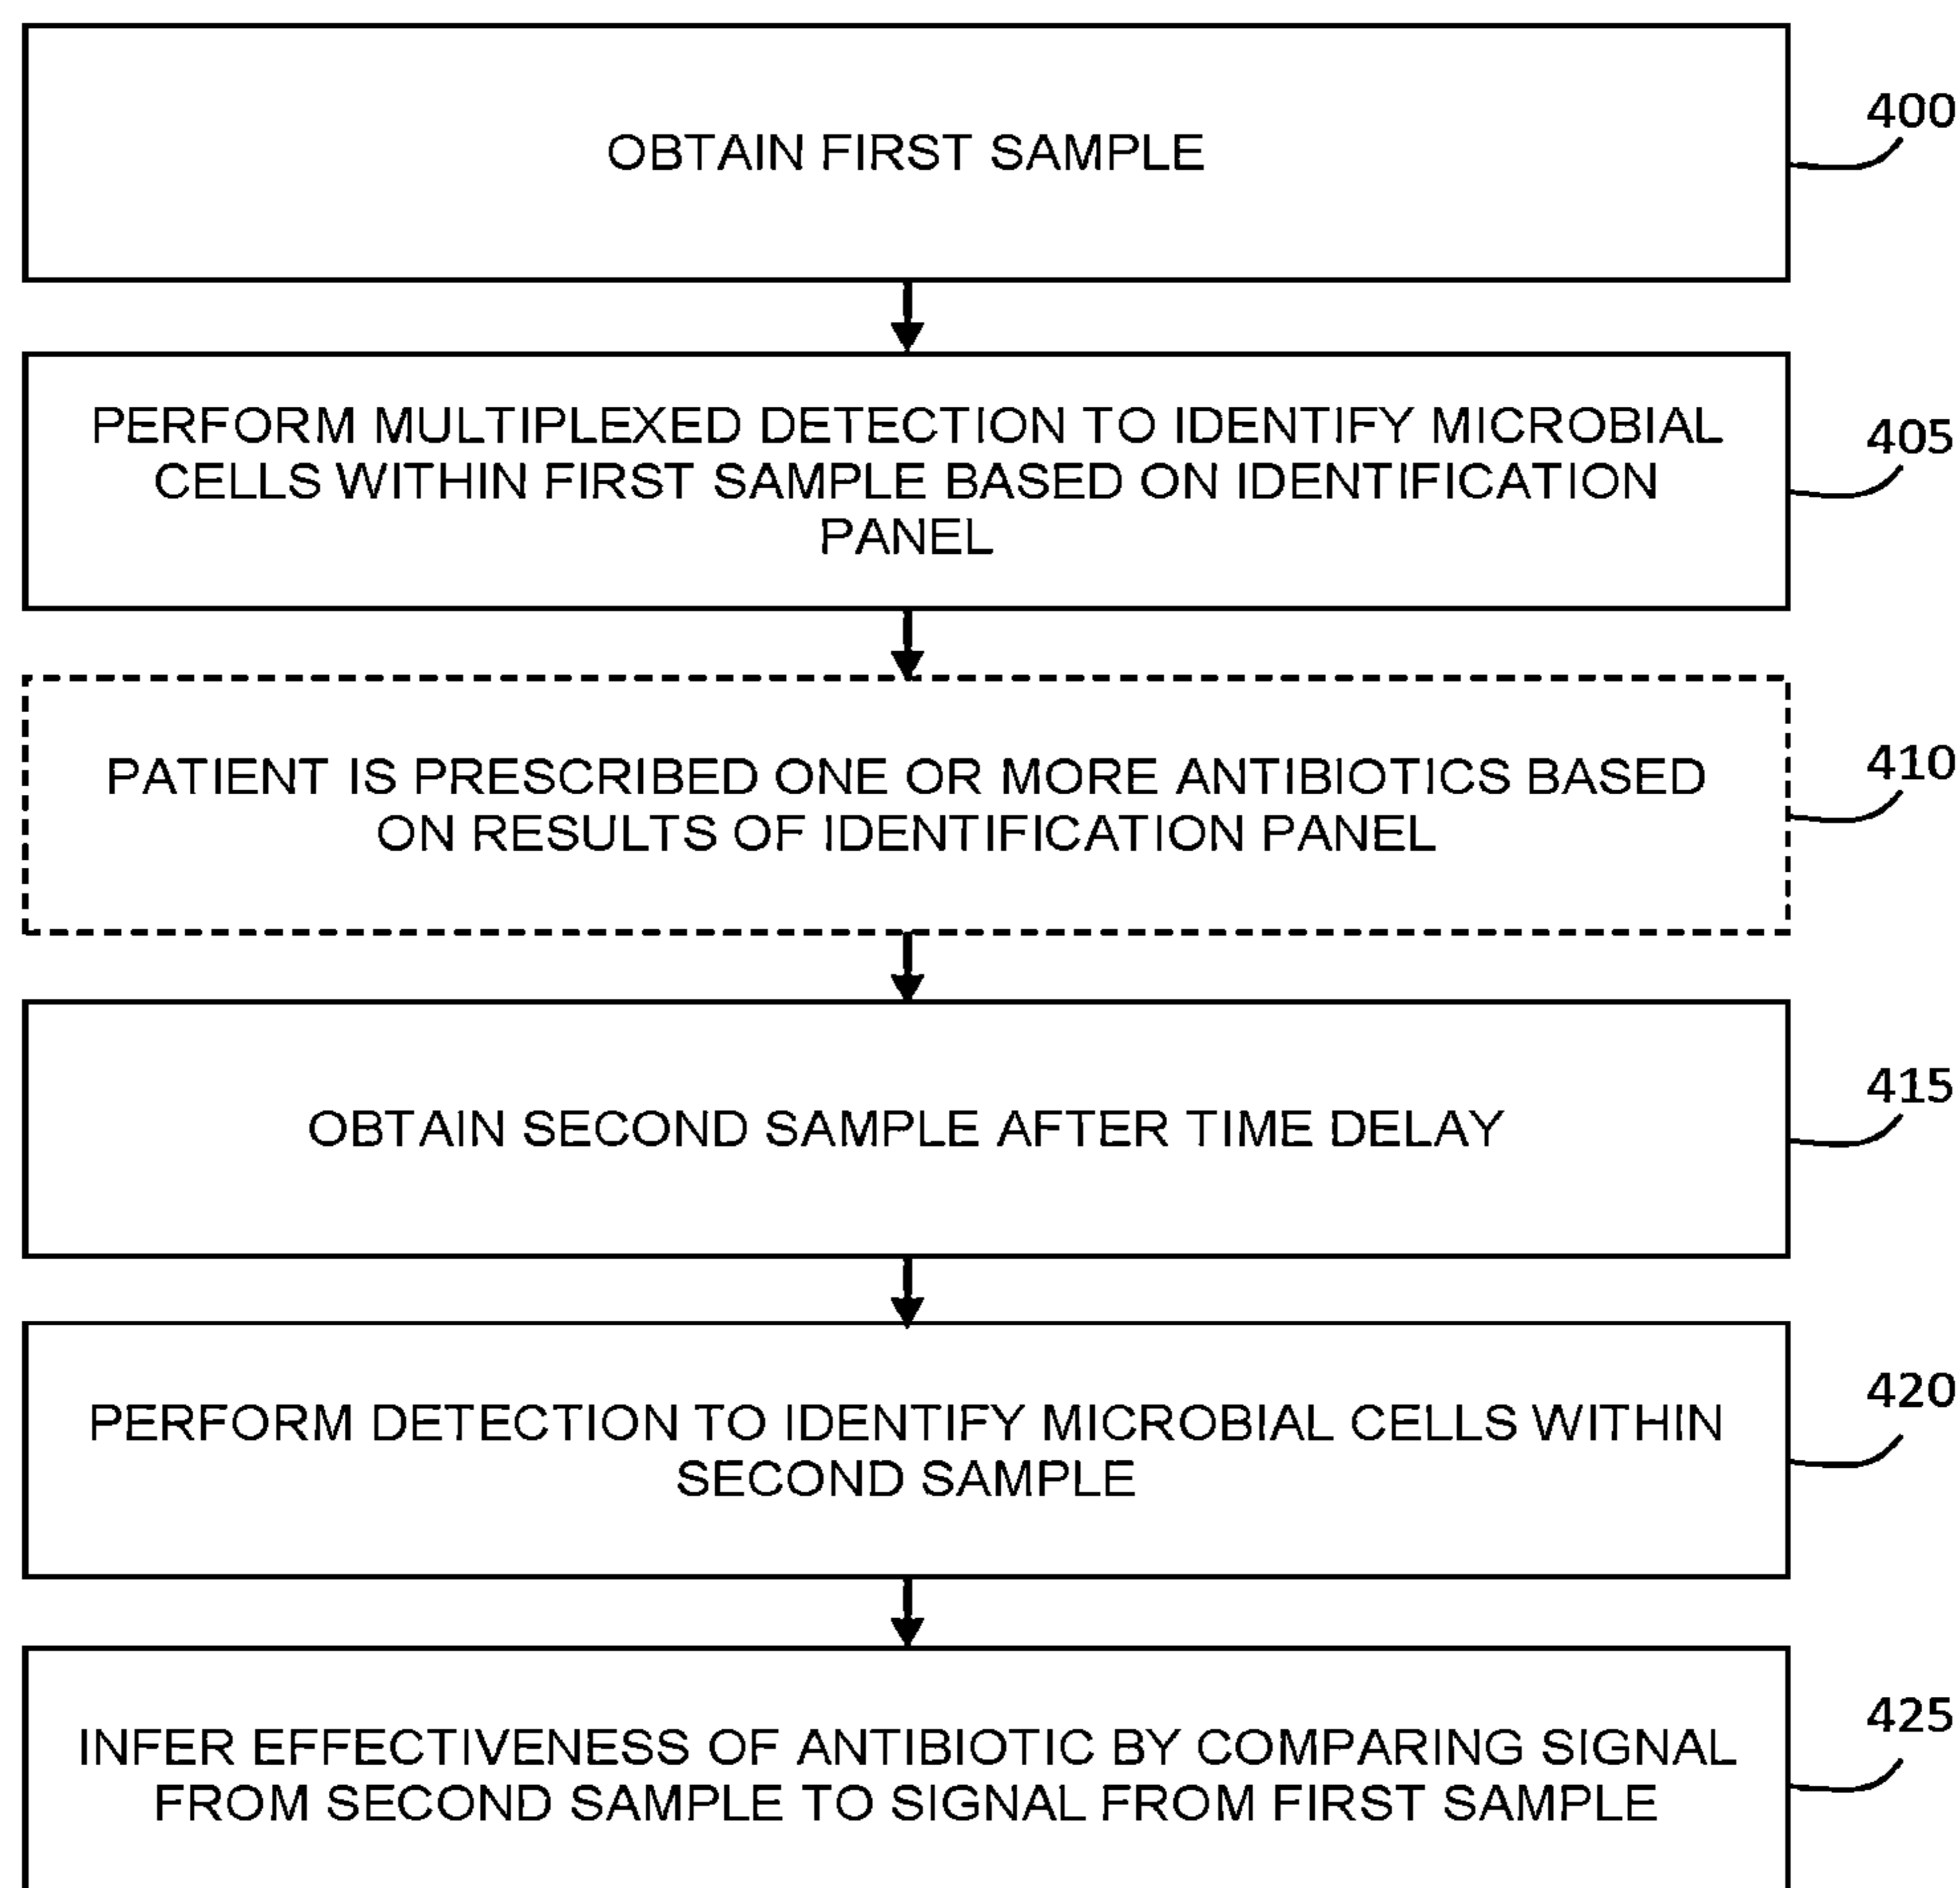 OBTAIN FIRST SAMPLE
400
PERFORM MULTIPLEXED DETECTION TO IDENTIFY MICROBIAL
CELLS WITHIN FIRST SAMPLE BASED ON IDENTIFICATION
PANEL
405
PATIENT IS PRESCRIBED ONE OR MORE ANTIBIOTICS BASED
ON RESULTS OF IDENTIFICATION PANEL
410
OBTAIN SECOND SAMPLE AFTER TIME DELAY
415
PERFORM DETECTION TO IDENTIFY MICROBIAL CELLS WITHIN
SECOND SAMPLE
420
INFER EFFECTIVENESS OF ANTIBIOTIC BY COMPARING SIGNAL
FROM SECOND SAMPLE TO SIGNAL FROM FIRST SAMPLE
425